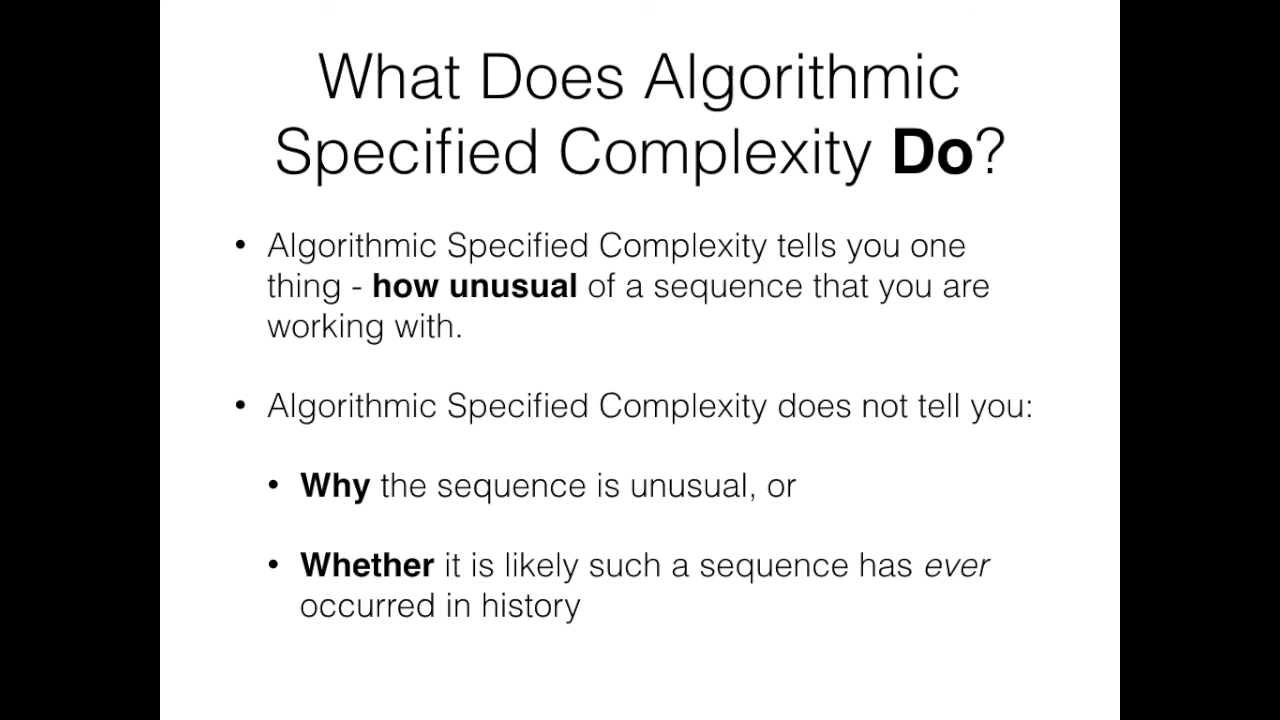 What Does Algorithmic
Specified Complexity Do?
• Algorithmic Specified Complexity tells you one
thing - how unusual of a sequence that you are
working with.
• Algorithmic Specified Complexity does not tell you:
• Why the sequence is unusual, or
• Whether it is likely such a sequence has ever
occurred in history